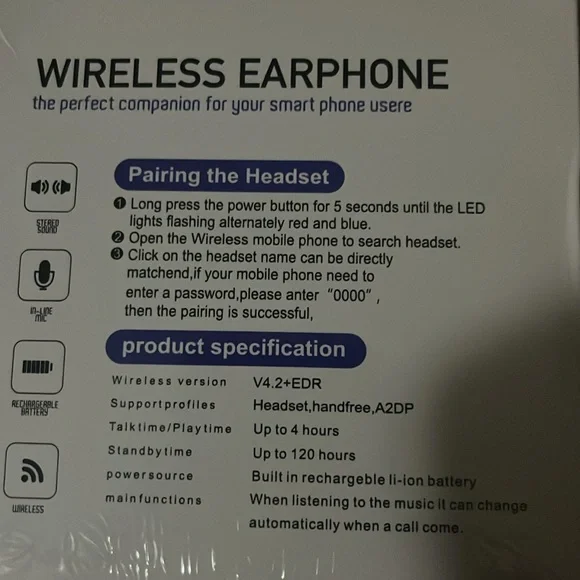 WIRELESS EARPHONE
the perfect companion for your smart phone usere
STEREO
SOUND
IN-LINE
MIC
RECHARGERABLE
BATTERY
WIRELESS
Pairing the Headset
❶ Long press the power button for 5 seconds until the LED
lights flashing alternately red and blue.
❷ Open the Wireless mobile phone to search headset.
❸ Click on the headset name can be directly
matchend,if your mobile phone need to
enter a password,please anter “0000“ ,
then the pairing is successful,
product specification
Wireless version V4.2+EDR
Supportprofiles Headset,handfree,A2DP
Talktime/Playtime Up to 4 hours
Standbytime Up to 120 hours
powersource Built in rechargeble li-ion battery
mainfunctions When listening to the music it can change
automatically when a call come.